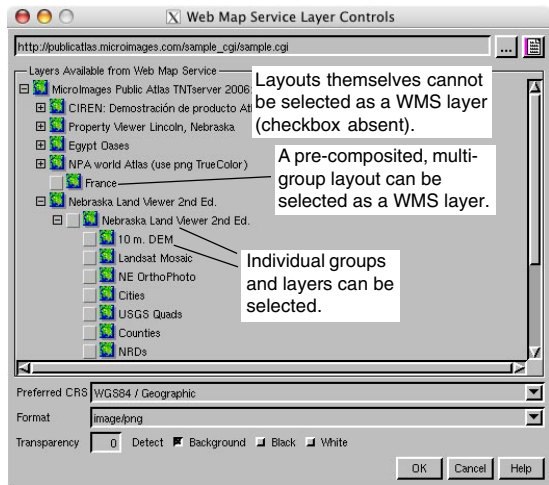 Web Map Service Layer Controls
http://publicatlas.microimages.com/sample_cgi/sample.cgi
...
Layers Available from Web Map Service
MicroImages Public Atlas TNTserver 2006:
CIREN: Demostración de producto Atl
Property Viewer Lincoln, Nebraska
Egypt Oases
NPA world Atlas (use png TrueColor)
France
Nebraska Land Viewer 2nd Ed.
Nebraska Land Viewer 2nd Ed.
10 m. DEM
Landsat Mosaic
NE OrthoPhoto
Cities
USGS Quads
Counties
NRDs
Layouts themselves cannot
be selected as a WMS layer
(checkbox absent).
A pre-composited, multi-
group layout can be
selected as a WMS layer.
Individual groups
and layers can be
selected.
Preferred CRS WGS84 / Geographic
Format image/png
Transparency 0 Detect Background Black White
OK Cancel Help